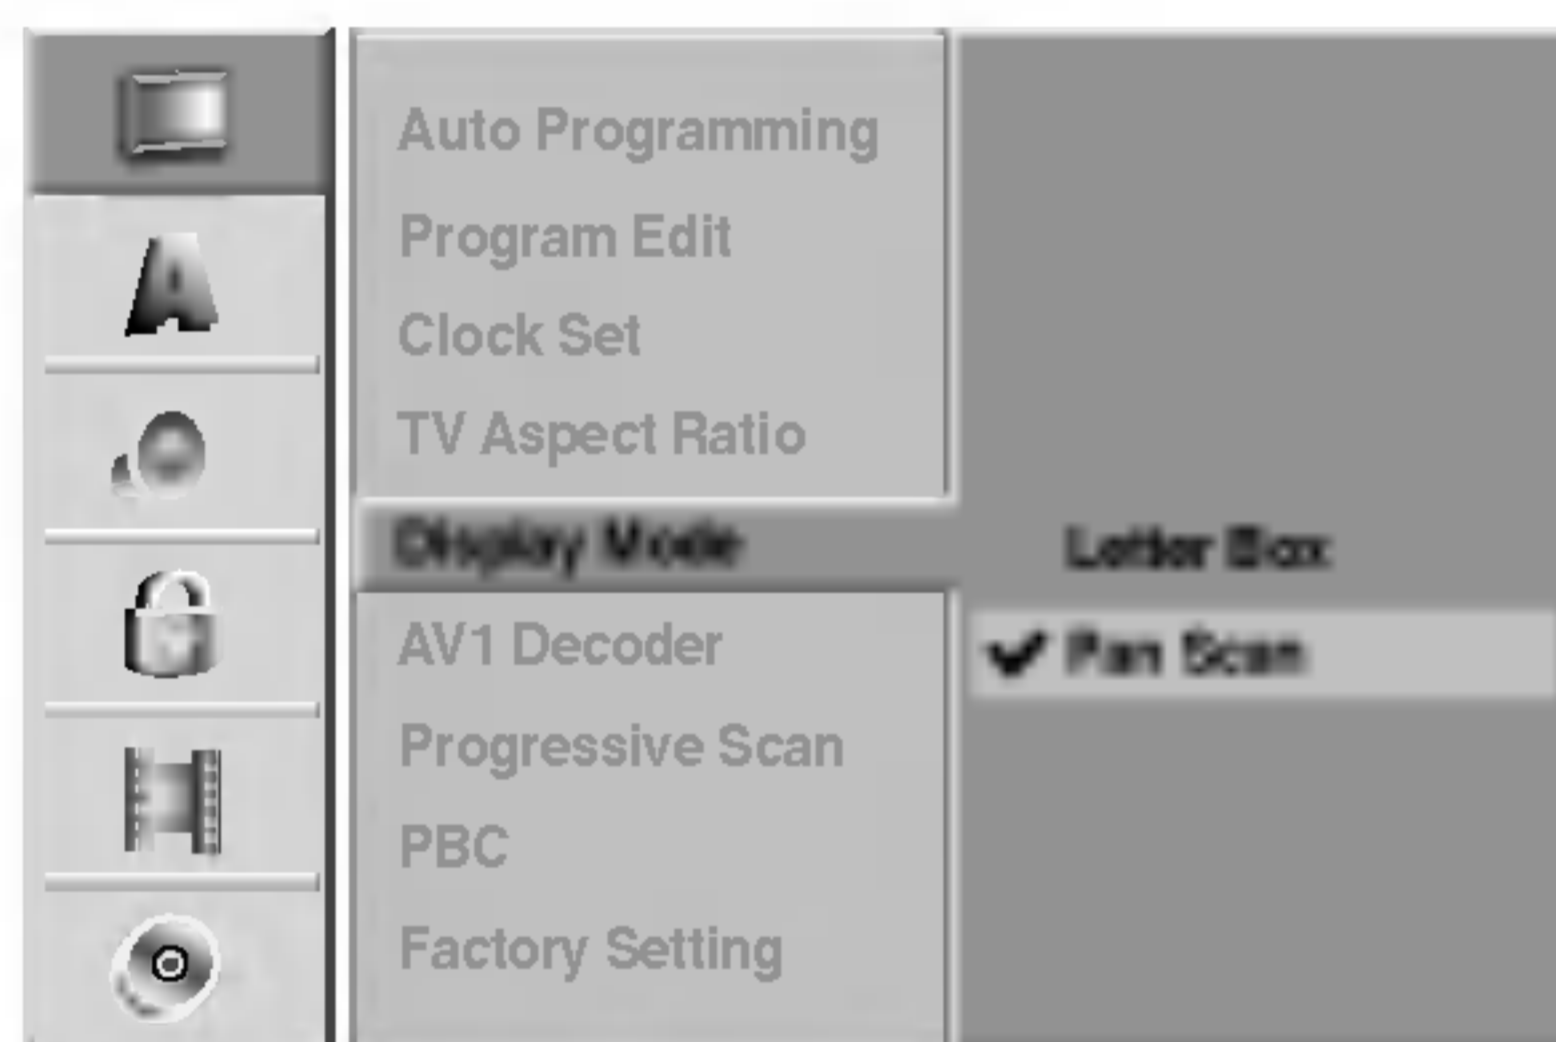 Auto Programming
Program Edit
Clock Set
TV Aspect Ratio
Display Mode
Letter Box
AV1 Decoder
Pan Scan
Progressive Scan
PBC
Factory Setting